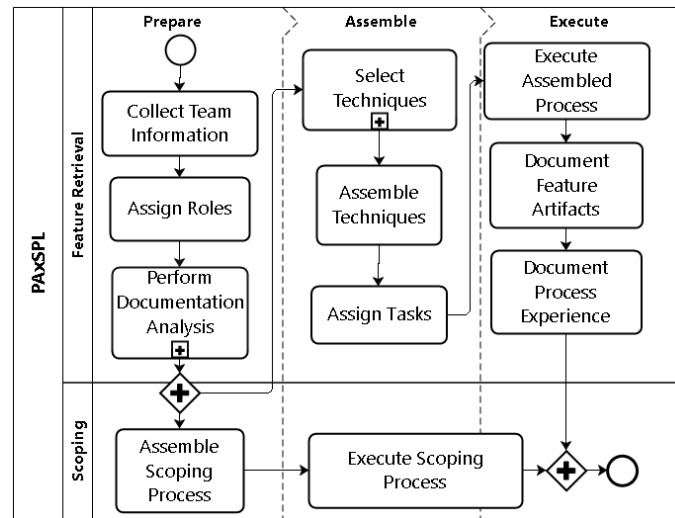 Prepare
Assemble
Execute
PAxSPL
Feature Retrieval
Collect Team
Information
Assign Roles
Perform
Documentation
Analysis
Select
Techniques
Assemble
Techniques
Assign Tasks
Execute
Assembled
Process
Document
Feature
Artifacts
Document
Process
Experience
Scoping
Assemble
Scoping
Process
Execute Scoping
Process